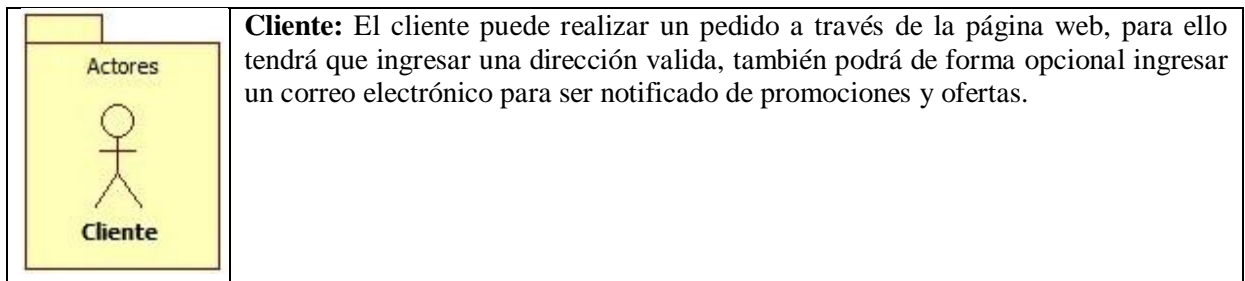 Actores
Cliente
Cliente: El cliente puede realizar un pedido a través de la página web, para ello
tendrá que ingresar una dirección valida, también podrá de forma opcional ingresar
un correo electrónico para ser notificado de promociones y ofertas.